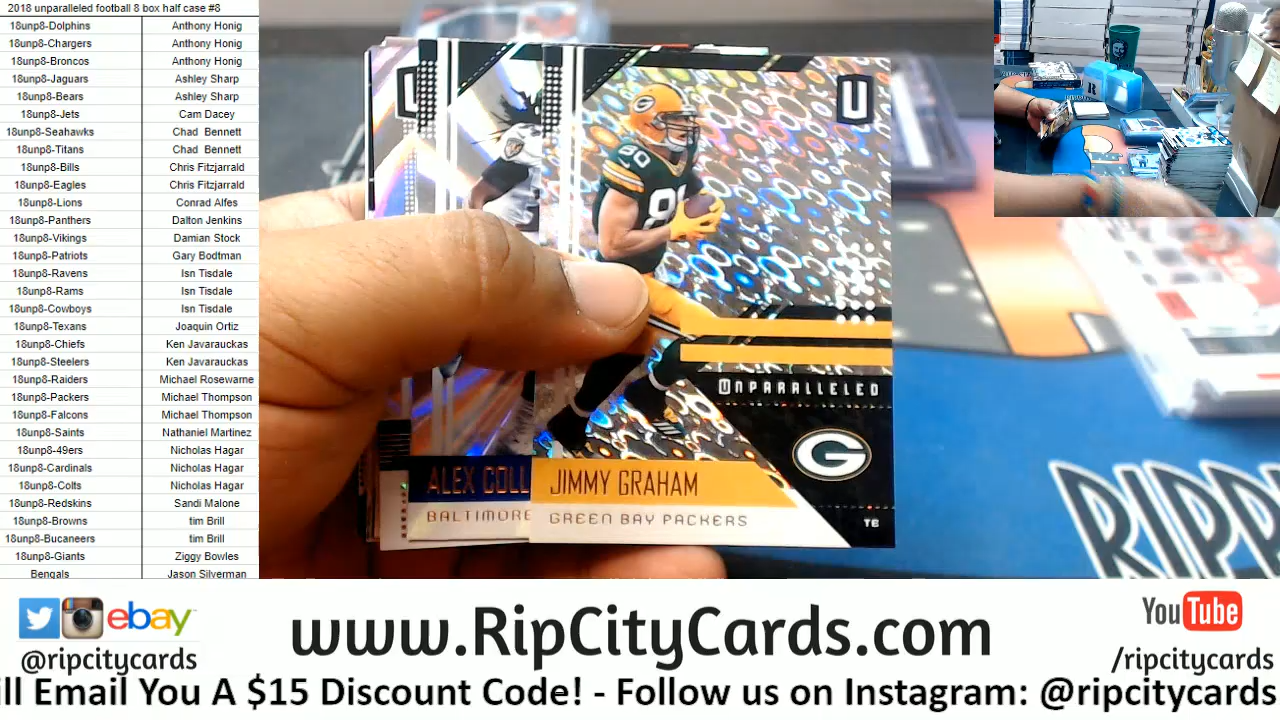 2018 unparalleled football 8 box half case #8
18unp8-Dolphins Anthony Honig
18unp8-Chargers Anthony Honig
18unp8-Broncos Anthony Honig
18unp8-Jaguars Ashley Sharp
18unp8-Bears Ashley Sharp
18unp8-Jets Cam Dacey
18unp8-Seahawks Chad Bennett
18unp8-Titans Chad Bennett
18unp8-Bills Chris Fitzjarrald
18unp8-Eagles Chris Fitzjarrald
18unp8-Lions Conrad Alfes
18unp8-Panthers Dalton Jenkins
18unp8-Vikings Damian Stock
18unp8-Patriots Gary Bodtman
18unp8-Ravens Isn Tisdale
18unp8-Rams Isn Tisdale
18unp8-Cowboys Isn Tisdale
18unp8-Texans Joaquin Ortiz
18unp8-Chiefs Ken Javarauckas
18unp8-Steelers Ken Javarauckas
18unp8-Raiders Michael Rosewarne
18unp8-Packers Michael Thompson
18unp8-Falcons Michael Thompson
18unp8-Saints Nathaniel Martinez
18unp8-49ers Nicholas Hagar
18unp8-Cardinals Nicholas Hagar
18unp8-Colts Nicholas Hagar
18unp8-Redskins Sandi Malone
18unp8-Browns tim Brill
18unp8-Bucaneers tim Brill
18unp8-Giants Ziggy Bowles
Bengals Jason Silverman
U
80
UNPARALLELED
G
ALEX COLL
BALTIMORE
JIMMY GRAHAM
GREEN BAY PACKERS
TE
RIPP
ebay
@ripcitycards
www.RipCityCards.com
YouTube
/ripcitycards
ill Email You A $15 Discount Code! - Follow us on Instagram: @ripcitycards